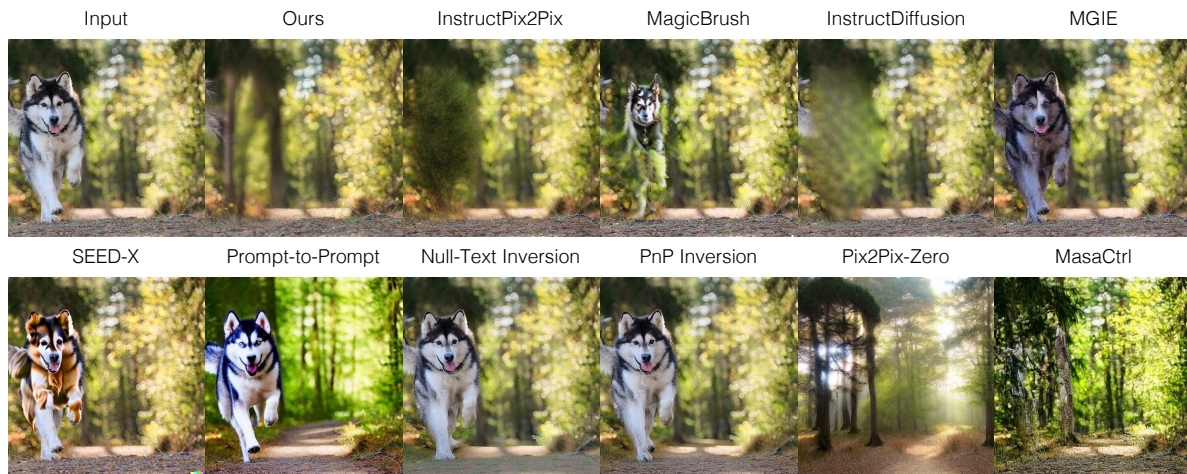 Input
Ours
InstructPix2Pix
MagicBrush
InstructDiffusion
MGIE
SEED-X
Prompt-to-Prompt
Null-Text Inversion
PnP Inversion
Pix2Pix-Zero
MasaCtrl